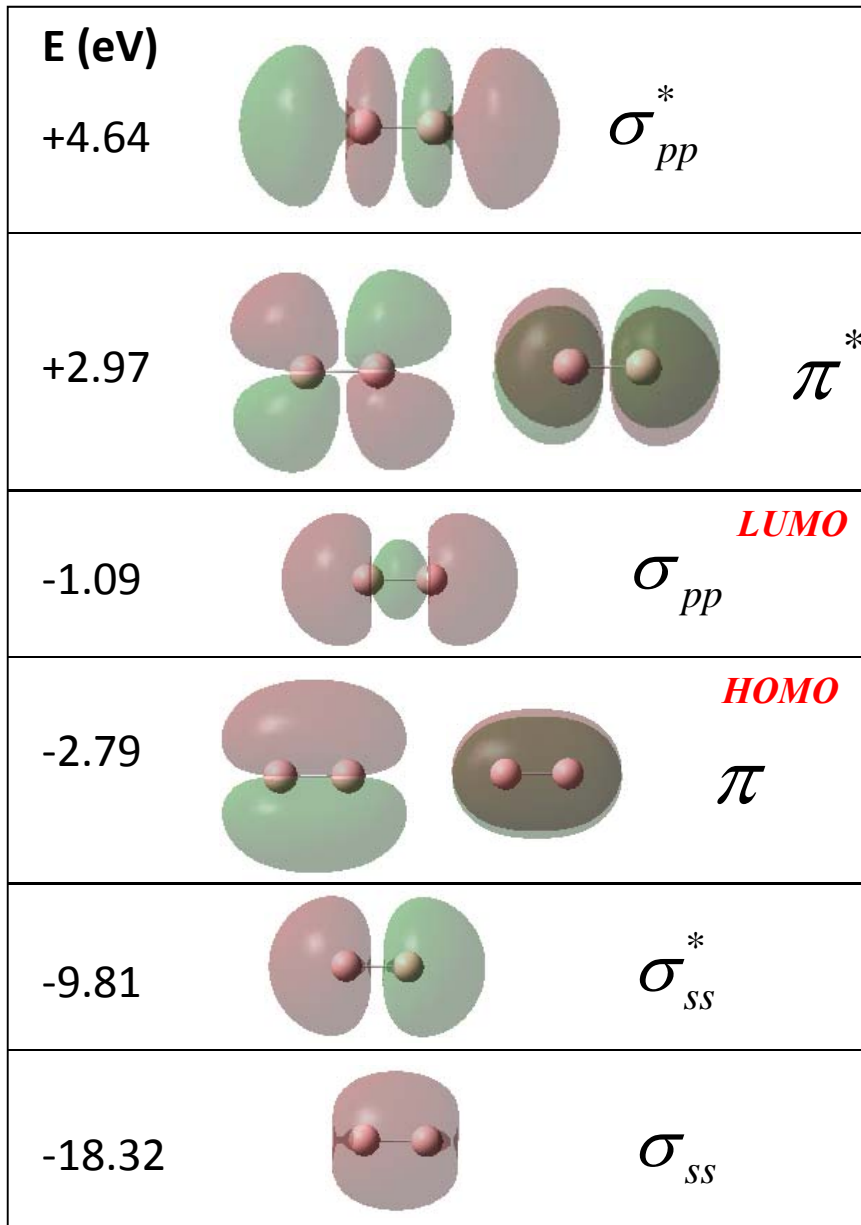 E (eV)
+4.64 σ*pp
+2.97 π*
LUMO
-1.09 σpp
HOMO
-2.79 π
-9.81 σ*ss
-18.32 σss